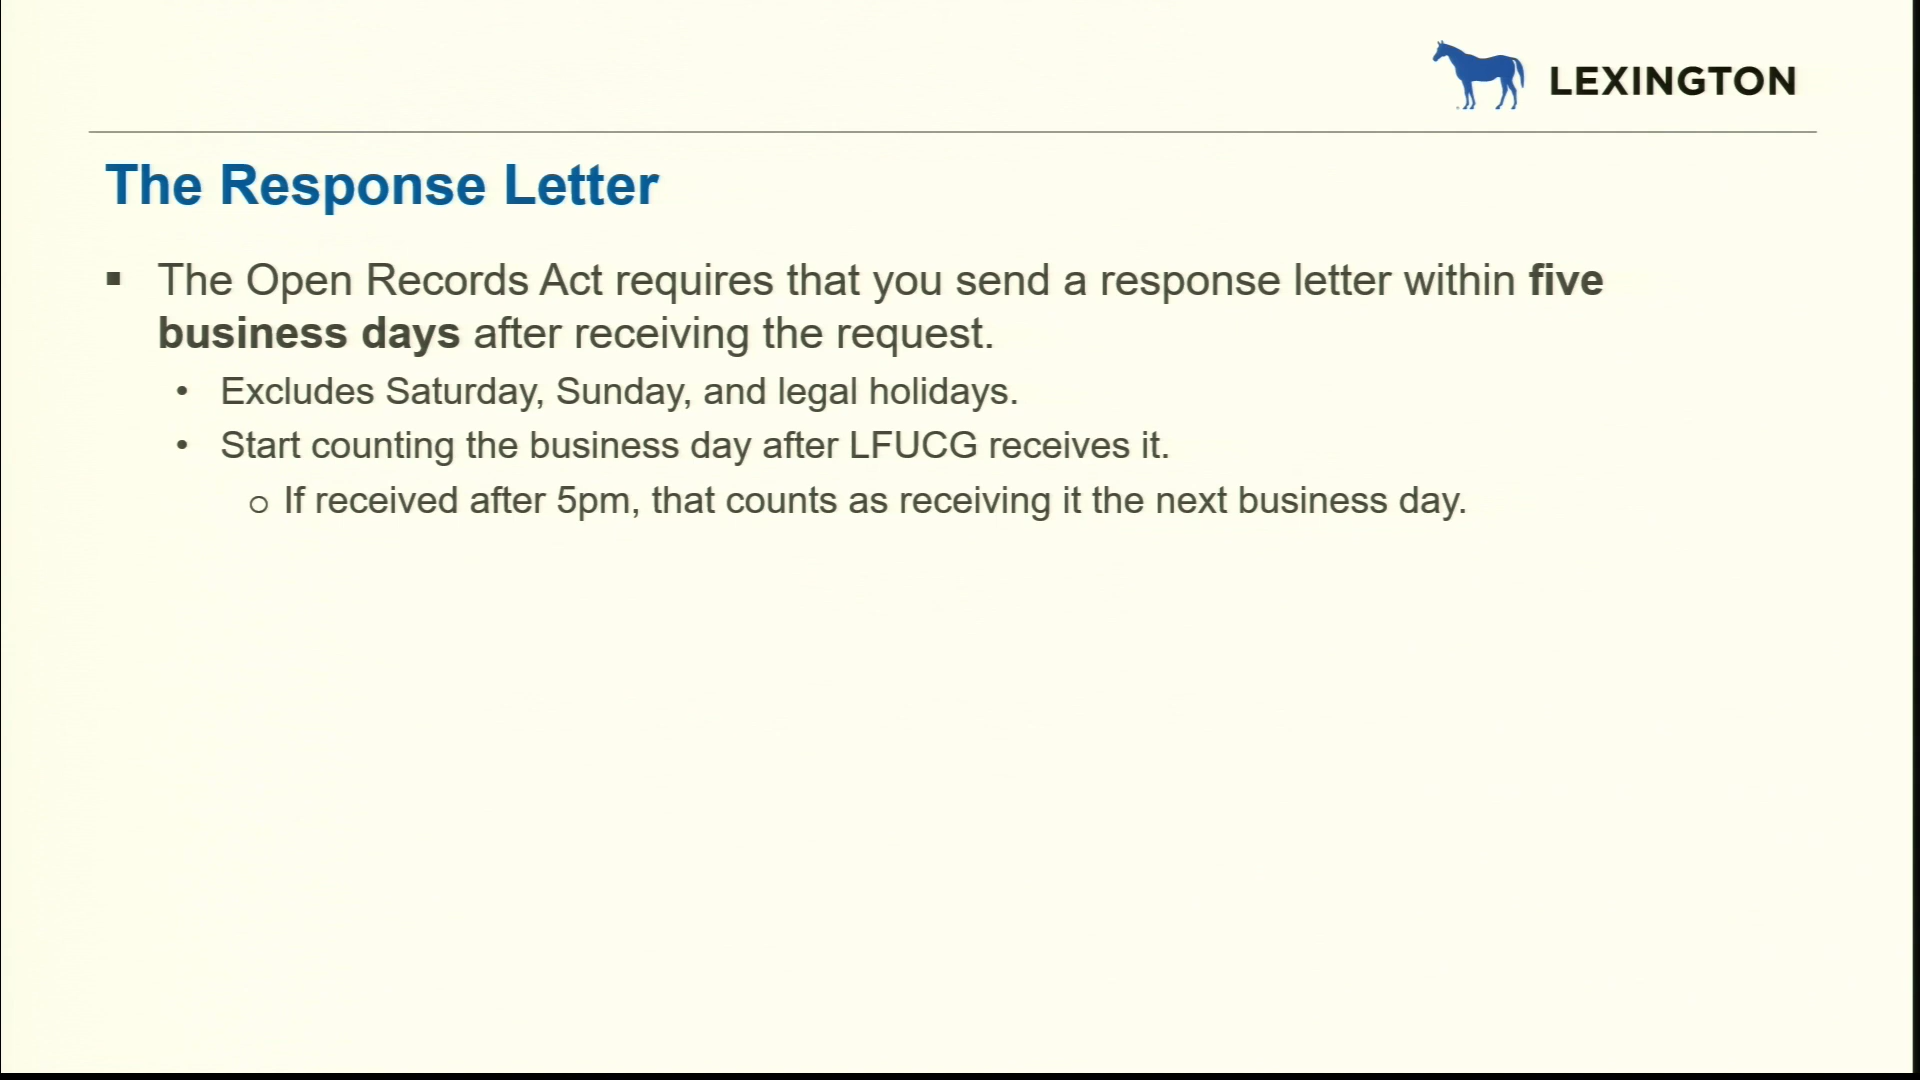 LEXINGTON
The Response Letter
▪ The Open Records Act requires that you send a response letter within five
business days after receiving the request.
• Excludes Saturday, Sunday, and legal holidays.
• Start counting the business day after LFUCG receives it.
o If received after 5pm, that counts as receiving it the next business day.